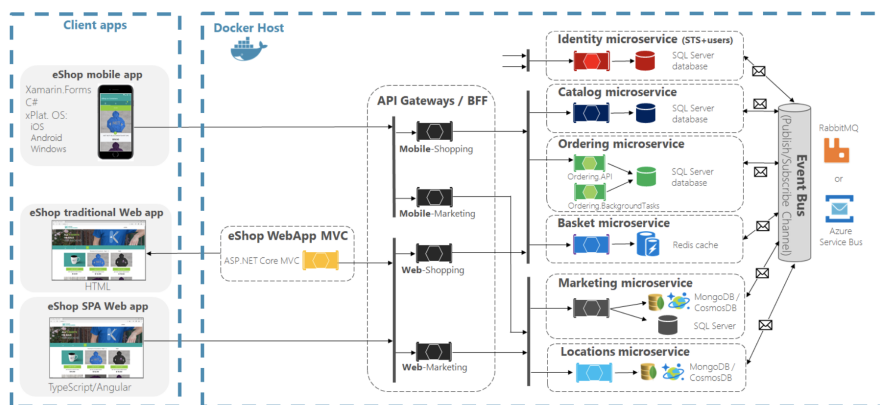 Client apps
eShop mobile app
Xamarin.Forms
C#
xPlat. OS:
iOS
Android
Windows
eShop traditional Web app
HTML
eShop SPA Web app
TypeScript/Angular
Docker Host
eShop WebApp MVC
ASP.NET Core MVC
API Gateways / BFF
Mobile-Shopping
Mobile-Marketing
Web-Shopping
Web-Marketing
Identity microservice (STS+users)
SQL Server
database
Catalog microservice
SQL Server
database
Ordering microservice
Ordering.API
Ordering.BackgroundTasks
SQL Server
database
Basket microservice
Redis cache
Marketing microservice
MongoDB /
CosmosDB
SQL Server
Locations microservice
MongoDB /
CosmosDB
Event Bus
(Publish/Subscribe Channel)
RabbitMQ
or
Azure
Service Bus